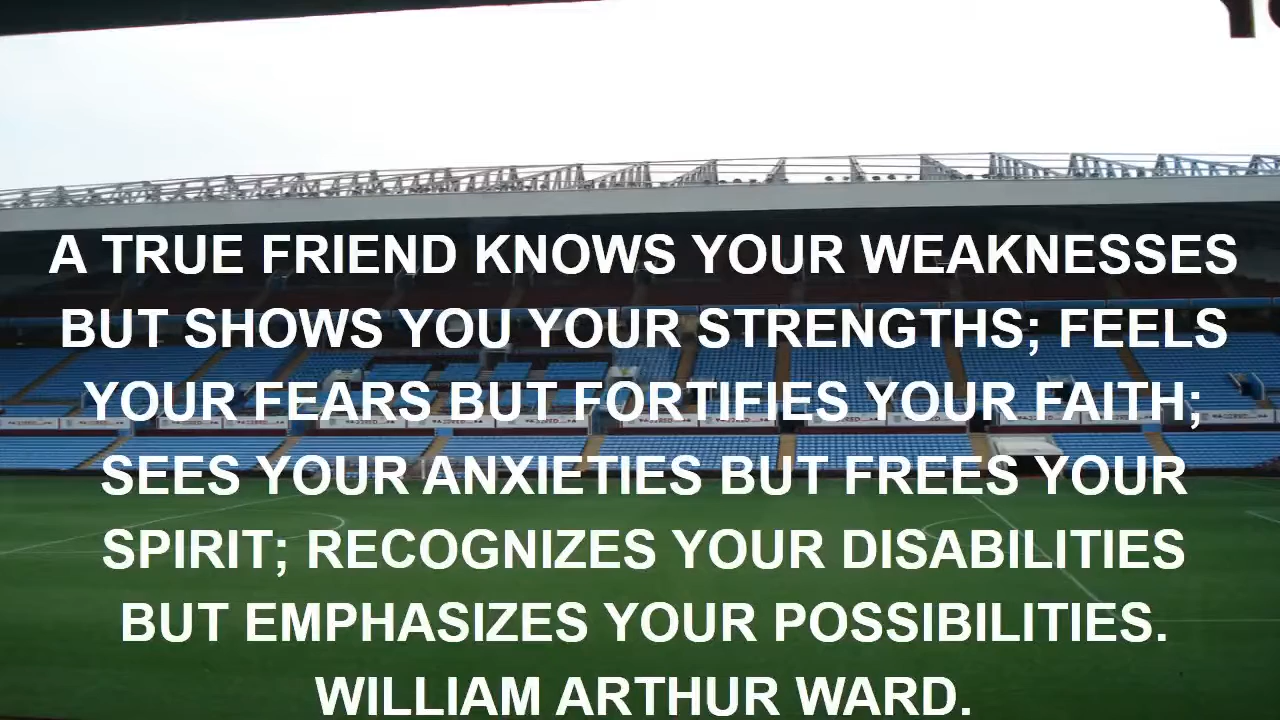 A TRUE FRIEND KNOWS YOUR WEAKNESSES
BUT SHOWS YOU YOUR STRENGTHS; FEELS
YOUR FEARS BUT FORTIFIES YOUR FAITH;
SEES YOUR ANXIETIES BUT FREES YOUR
SPIRIT; RECOGNIZES YOUR DISABILITIES
BUT EMPHASIZES YOUR POSSIBILITIES.
WILLIAM ARTHUR WARD.